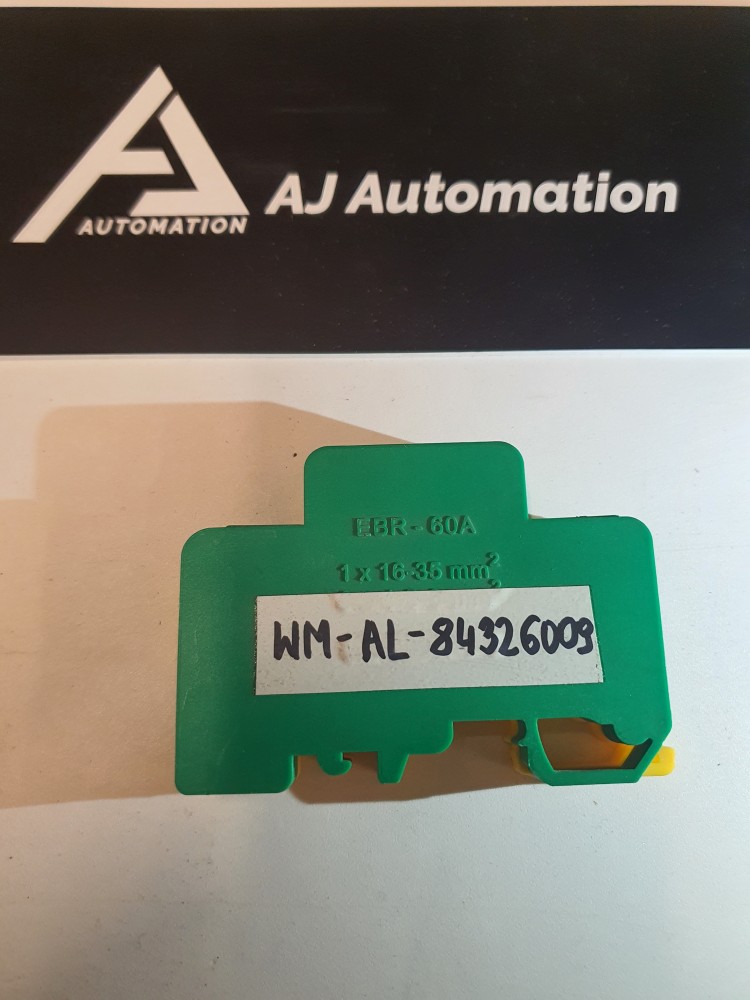 AUTOMATION
AJ Automation
EBR - 60A
1 x 16-35 mm²
WM-AL-84326009